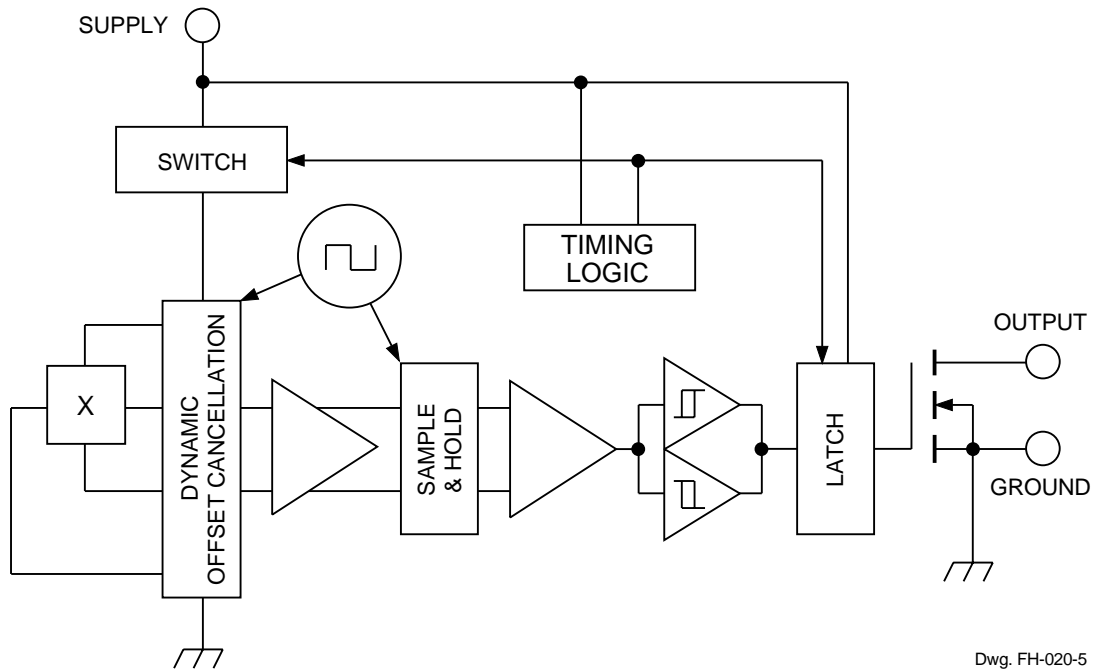 SUPPLY
SWITCH
TIMING
LOGIC
X
DYNAMIC
OFFSET CANCELLATION
SAMPLE
& HOLD
LATCH
OUTPUT
GROUND
Dwg. FH-020-5